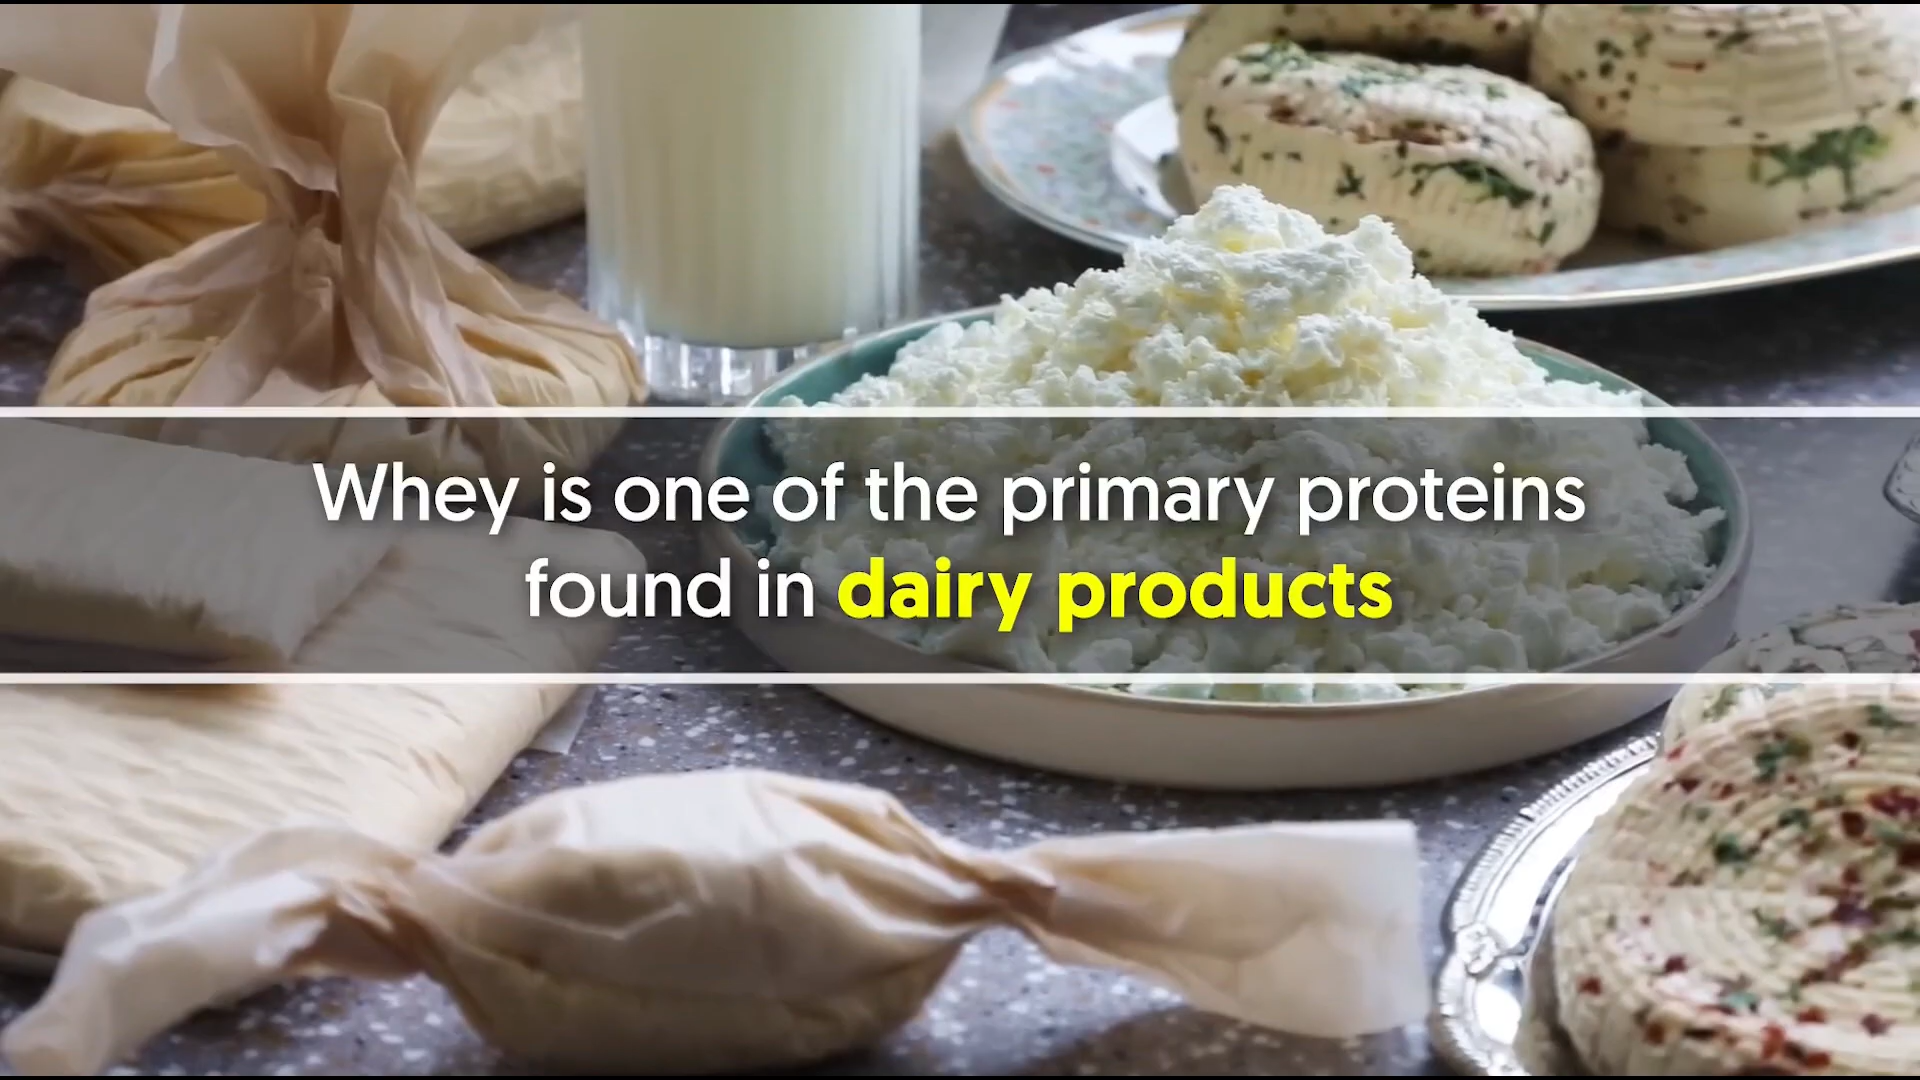 Whey is one of the primary proteins
found in dairy products